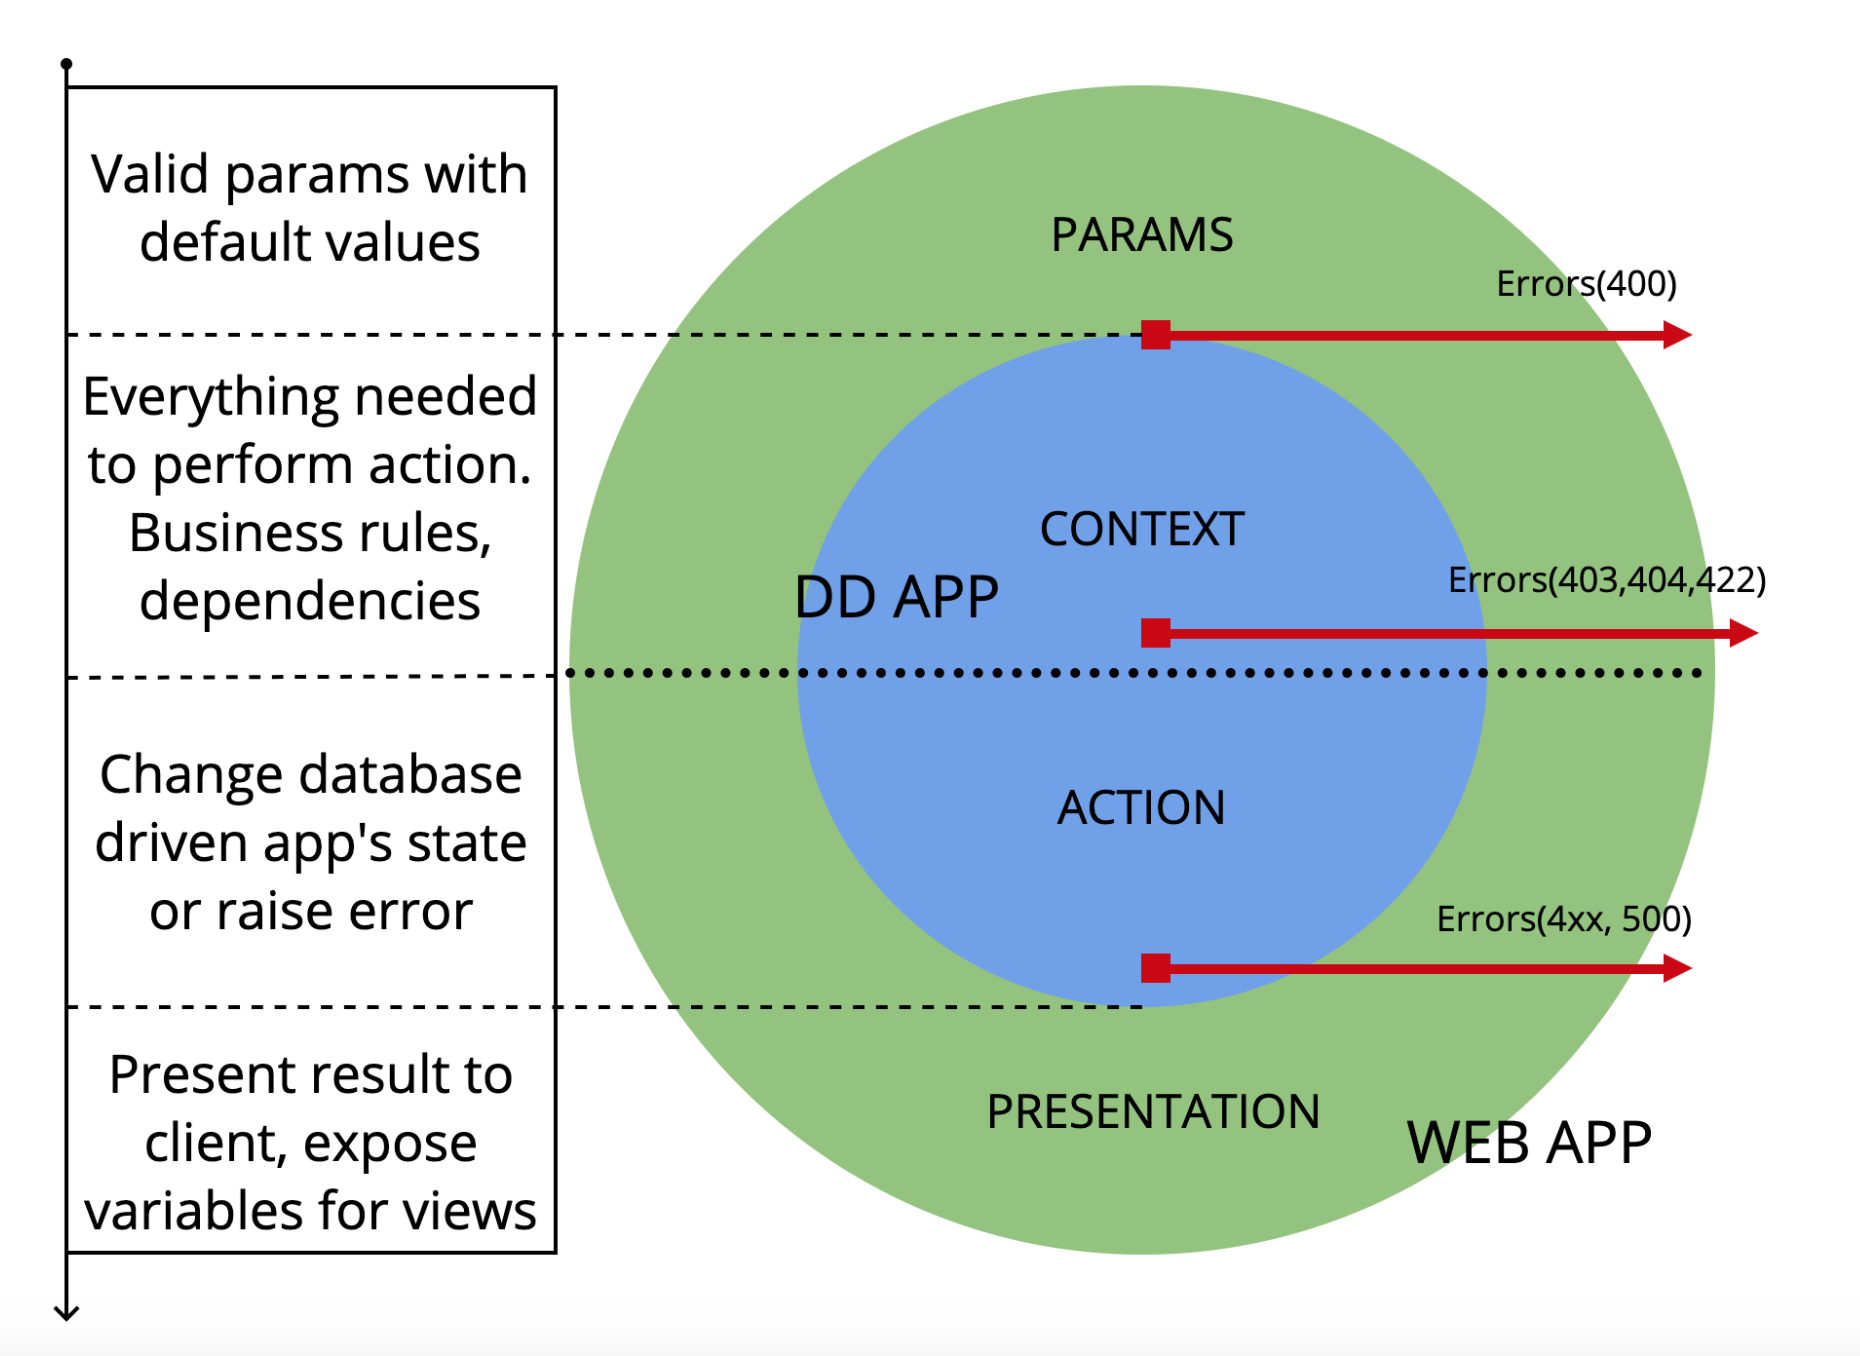 Valid params with
default values
Everything needed
to perform action.
Business rules,
dependencies
Change database
driven app's state
or raise error
Present result to
client, expose
variables for views
PARAMS
Errors(400)
CONTEXT
DD APP
Errors(403,404,422)
ACTION
Errors(4xx, 500)
PRESENTATION
WEB APP